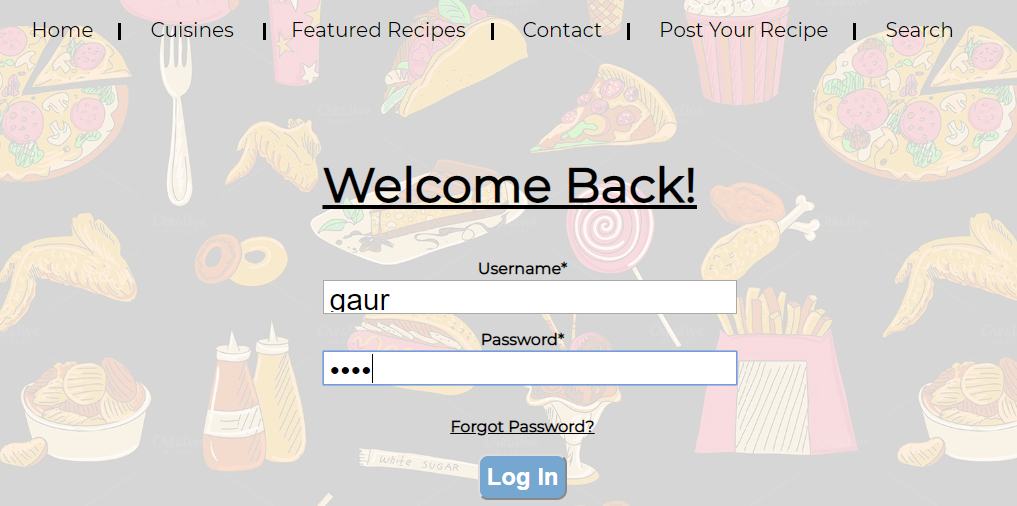 Home | Cuisines | Featured Recipes | Contact | Post Your Recipe | Search
Welcome Back!
Username*
gaur
Password*
••••
Forgot Password?
White SUGAR
Log In